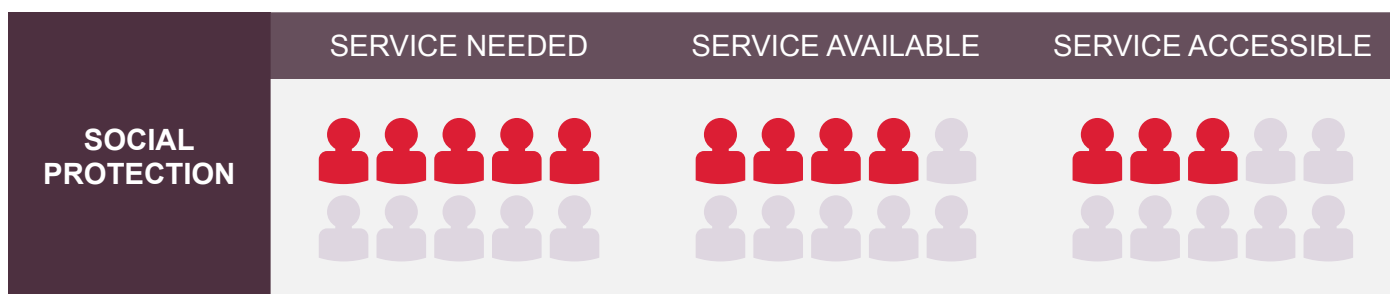 SERVICE NEEDED
SERVICE AVAILABLE
SERVICE ACCESSIBLE
SOCIAL
PROTECTION